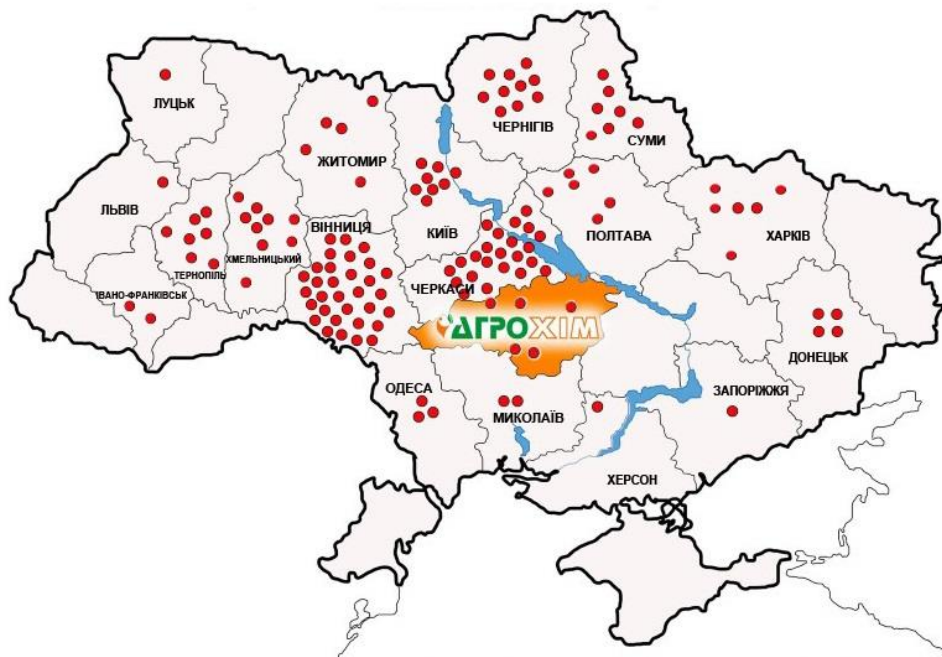 ЛУЦЬК
ЧЕРНІГІВ
СУМИ
ЖИТОМИР
ЛЬВІВ
ВІННИЦЯ
КИЇВ
ПОЛТАВА
ХАРКІВ
ТЕРНОПІЛЬ
ХМЕЛЬНИЦЬКИЙ
ІВАНО-ФРАНКІВСЬК
ЧЕРКАСИ
АГРОХІМ
ДОНЕЦЬК
ОДЕСА
МИКОЛАЇВ
ЗАПОРІЖЖЯ
ХЕРСОН